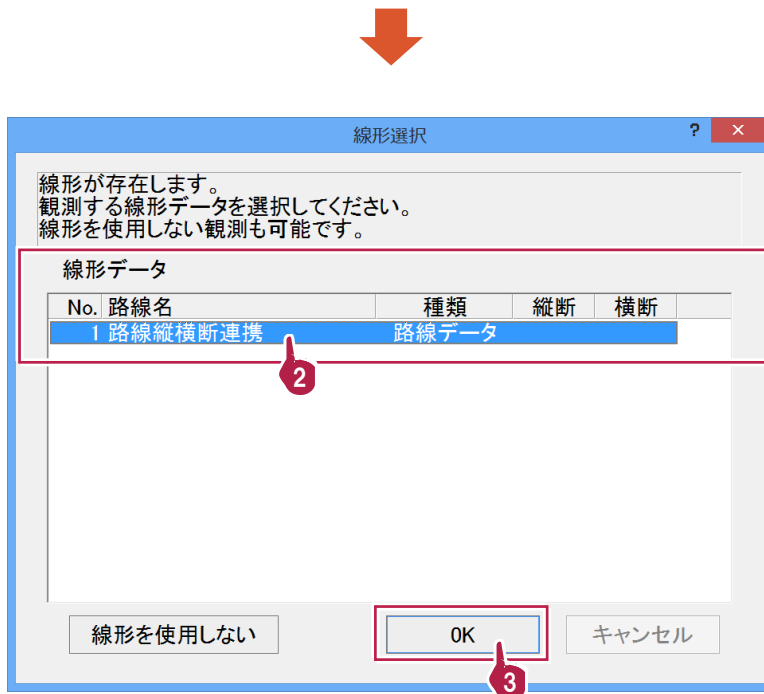 線形選択
? ×
線形が存在します。
観測する線形データを選択してください。
線形を使用しない観測も可能です。
線形データ
No. 路線名 種類 縦断 横断
1 路線縦横断連携 路線データ
2
線形を使用しない OK キャンセル
3